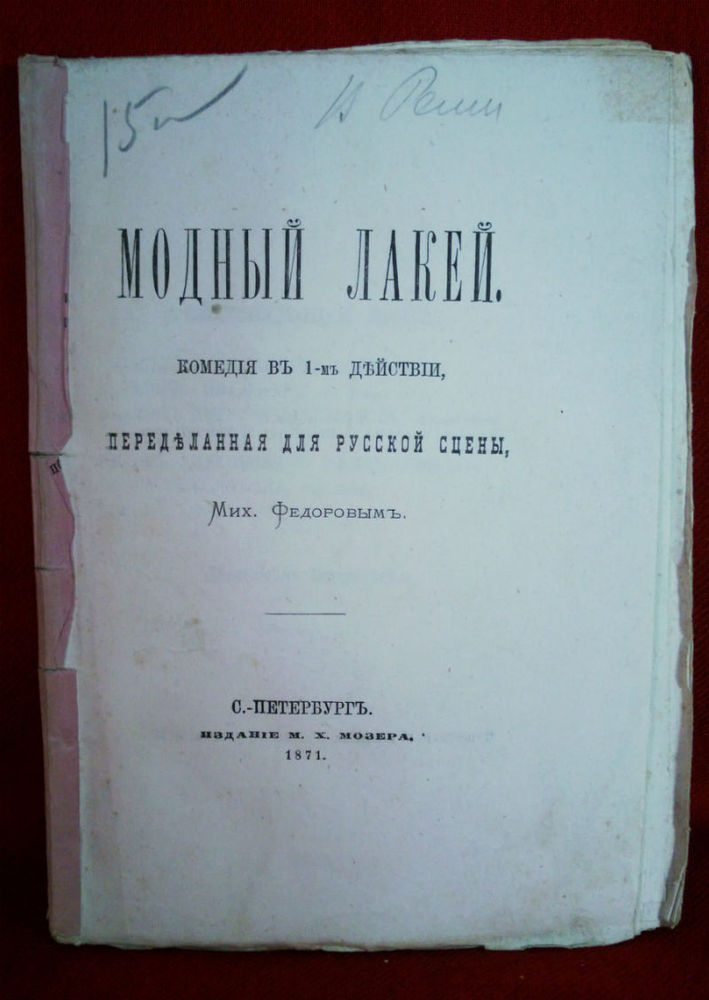 15
МОДНЫЙ ЛАКЕЙ.
КОМЕДІЯ ВЪ 1-мъ ДѢЙСТВІИ,
ПЕРЕДѢЛАННАЯ ДЛЯ РУССКОЙ СЦЕНЫ,
Мих. Федоровымъ.
С.-ПЕТЕРБУРГЪ.
ИЗДАНІЕ М. Х. МОЗЕРА,
1871.